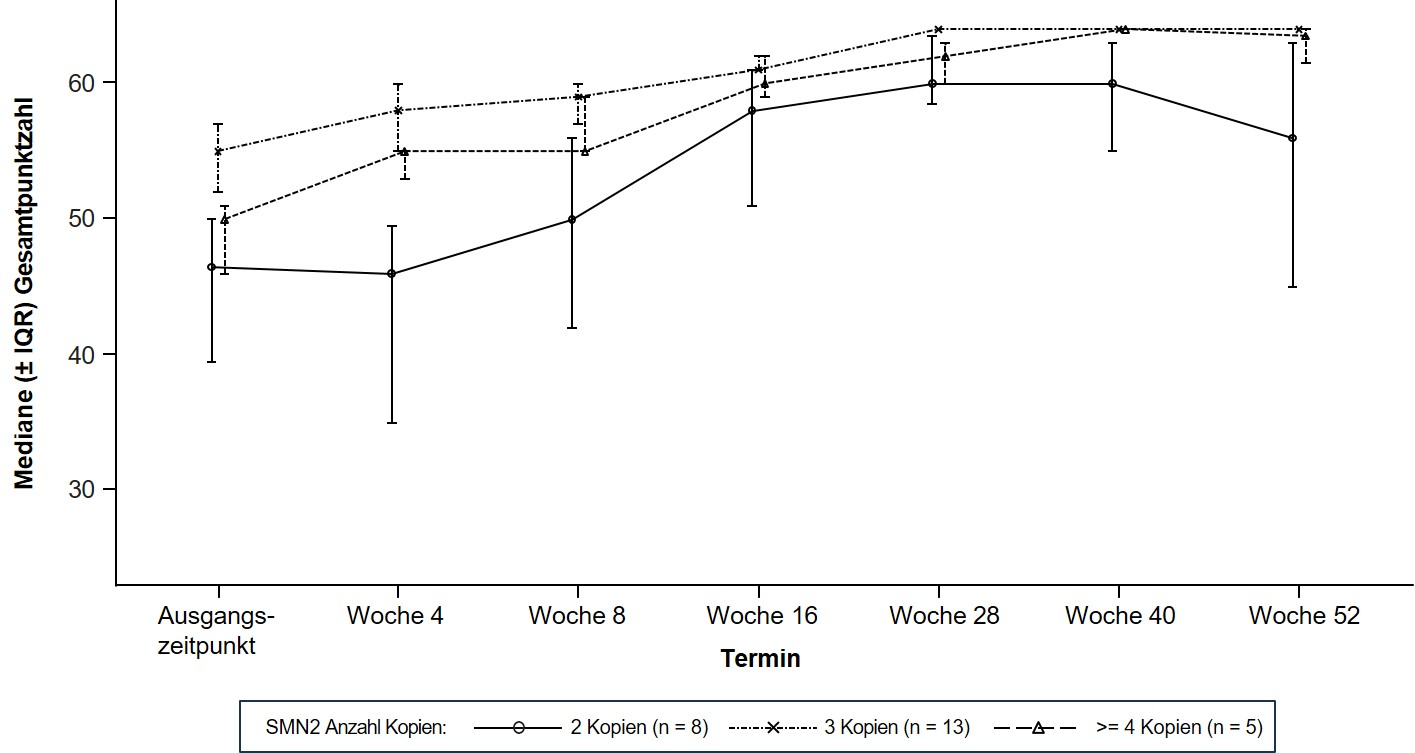 Mediane (± IQR) Gesamtpunktzahl
60
50
40
30
Ausgangs-
zeitpunkt
Woche 4
Woche 8
Woche 16
Woche 28
Woche 40
Woche 52
Termin
SMN2 Anzahl Kopien: 2 Kopien (n = 8) 3 Kopien (n = 13) >= 4 Kopien (n = 5)